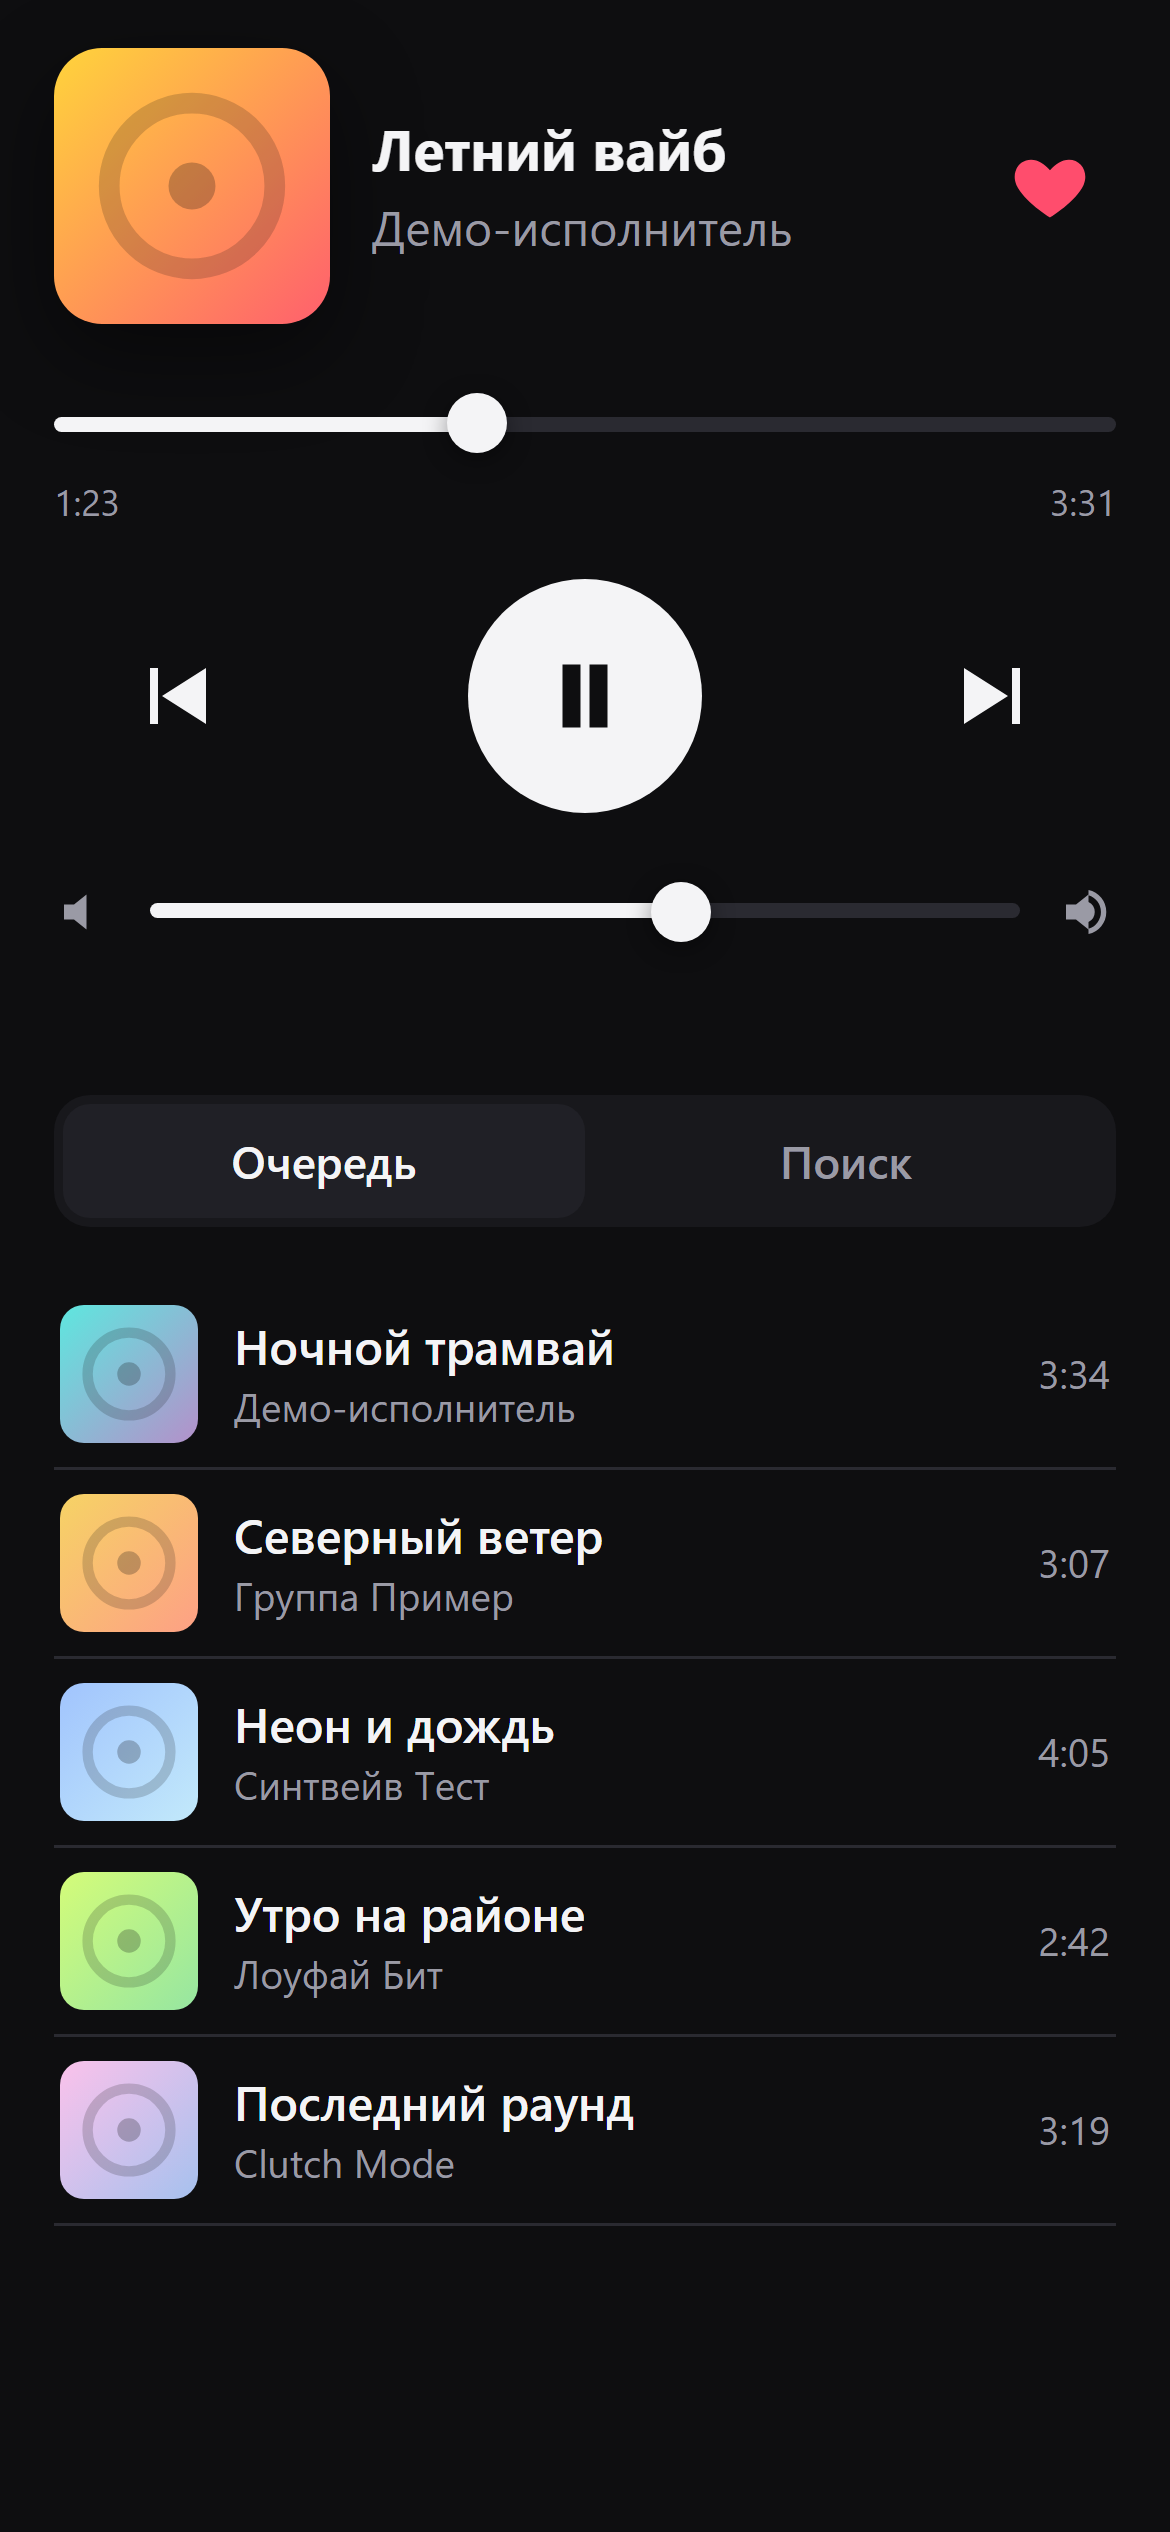 Летний вайб
Демо-исполнитель
1:23
3:31
Очередь
Поиск
Ночной трамвай
Демо-исполнитель
3:34
Северный ветер
Группа Пример
3:07
Неон и дождь
Синтвейв Тест
4:05
Утро на районе
Лоуфай Бит
2:42
Последний раунд
Clutch Mode
3:19